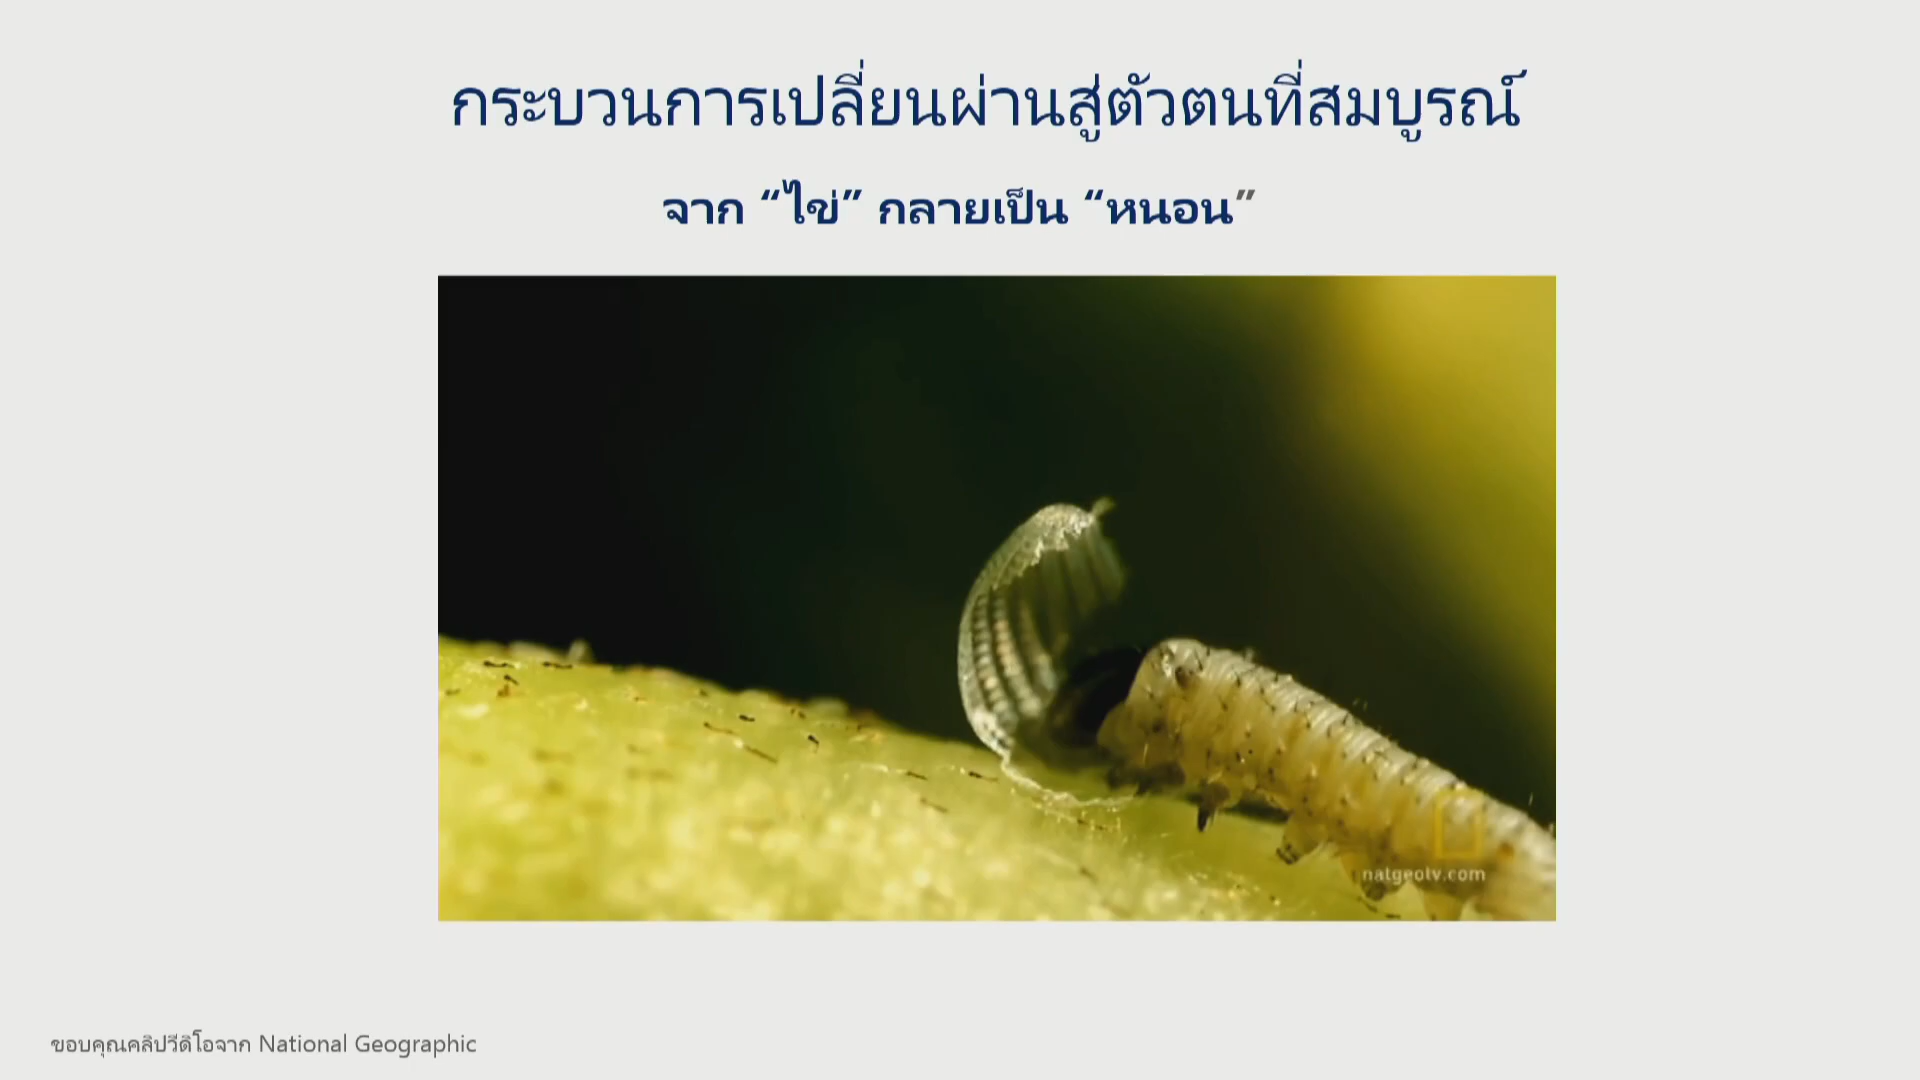 กระบวนการเปลี่ยนผ่านสู่ตัวตนที่สมบูรณ์
จาก “ไข่” กลายเป็น “หนอน”
natgeotv.com
ขอบคุณคลิปวีดิโอจาก National Geographic